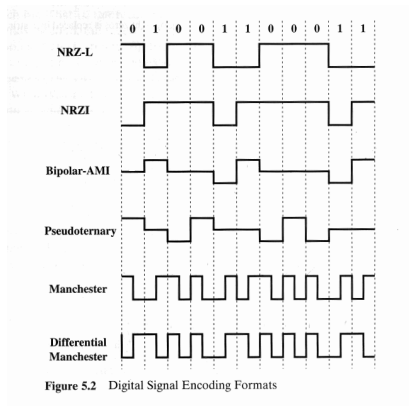 0 1 0 0 1 1 0 0 0 1 1
NRZ-L
NRZI
Bipolar-AMI
Pseudoternary
Manchester
Differential
Manchester
Figure 5.2 Digital Signal Encoding Formats